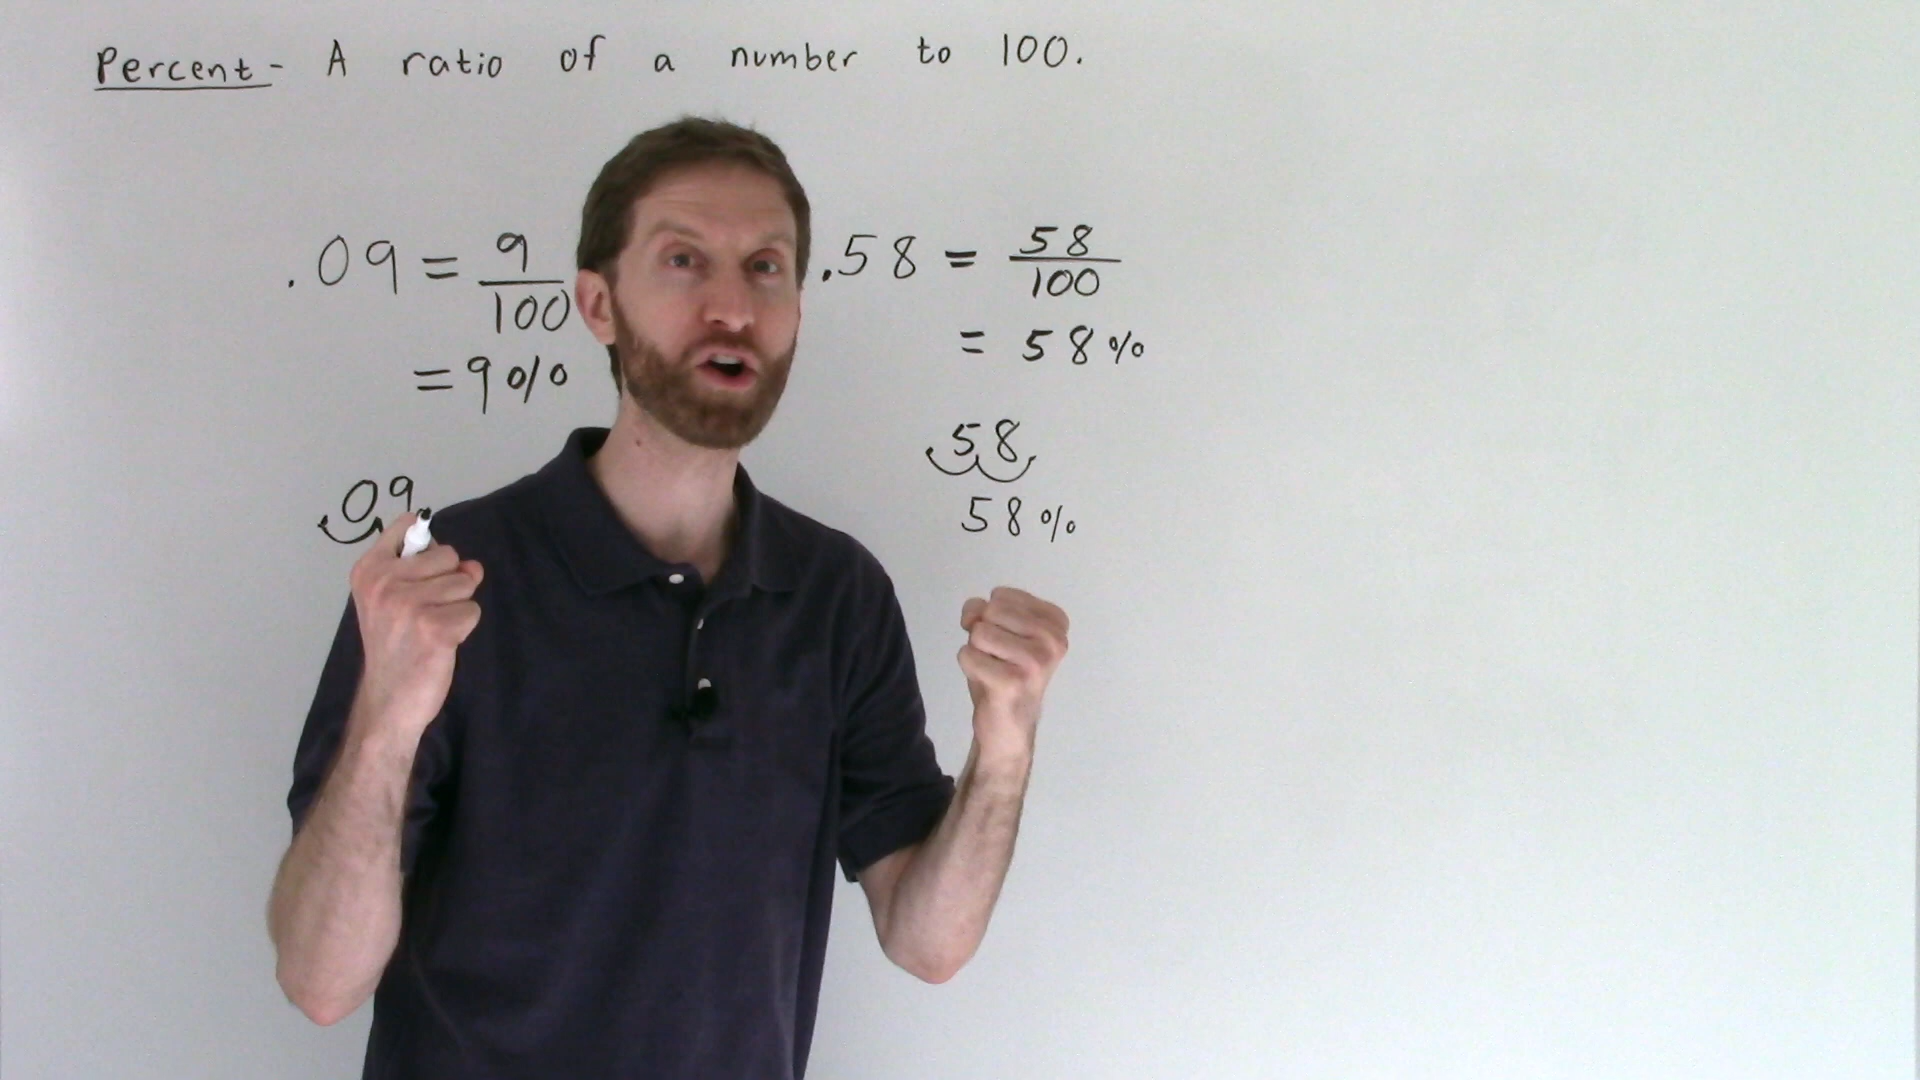 Percent - A ratio of a number to 100.
.09 = 9/100
= 9%
.09
.58 = 58/100
= 58%
.58.
58%